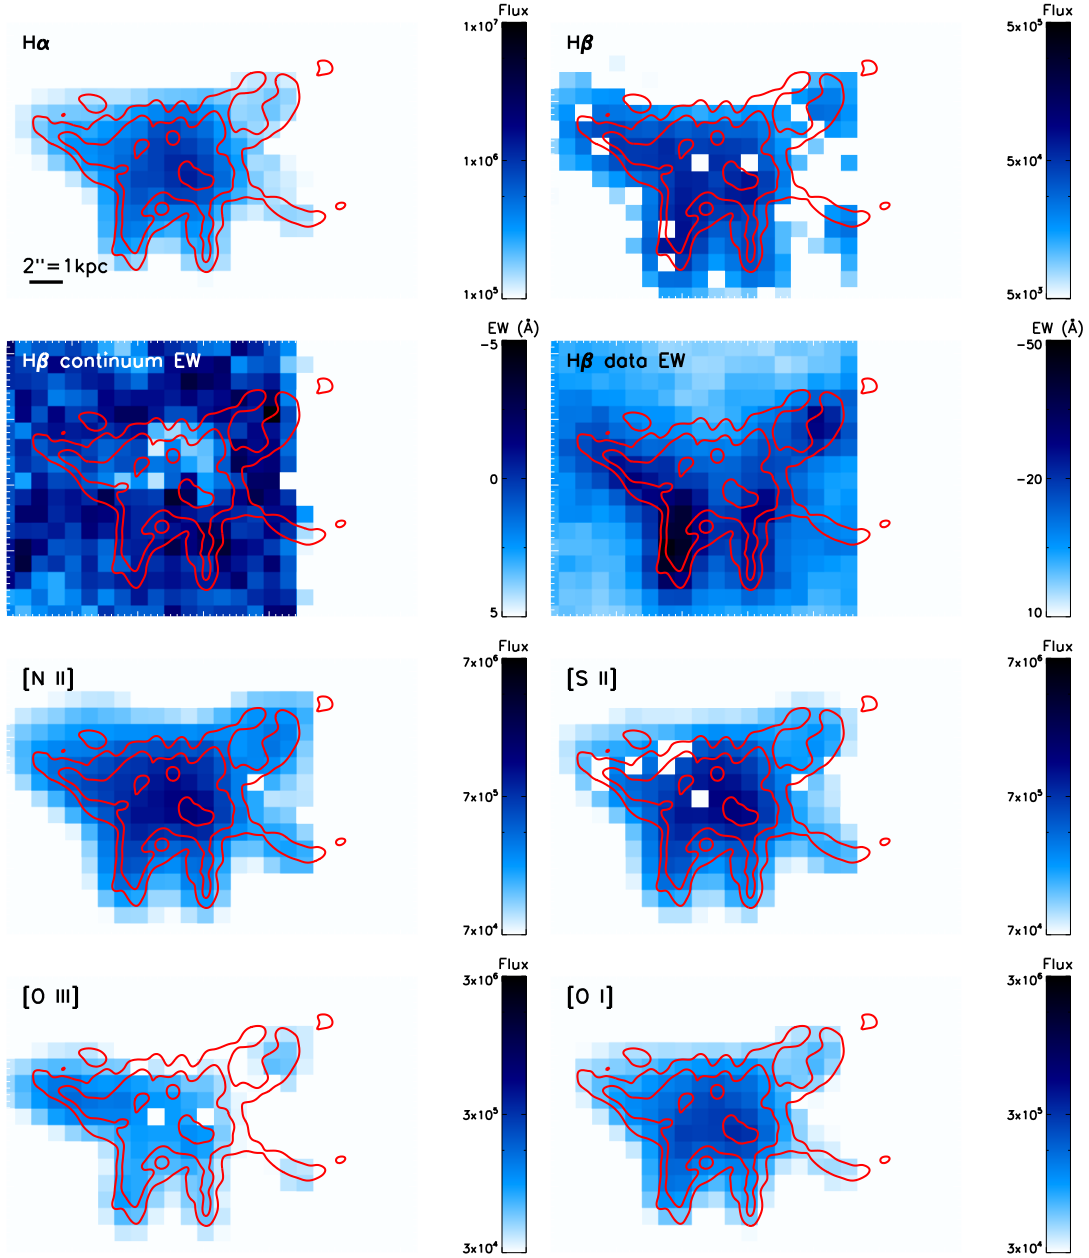 Hα
Flux
1x10⁷
1x10⁶
1x10⁵
2''=1kpc
Hβ
Flux
5x10⁵
5x10⁴
5x10³
Hβ continuum EW
EW (Å)
-5
0
5
Hβ data EW
EW (Å)
-50
-20
10
[N II]
Flux
7x10⁶
7x10⁵
7x10⁴
[S II]
Flux
7x10⁶
7x10⁵
7x10⁴
[O III]
Flux
3x10⁶
3x10⁵
3x10⁴
[O I]
Flux
3x10⁶
3x10⁵
3x10⁴